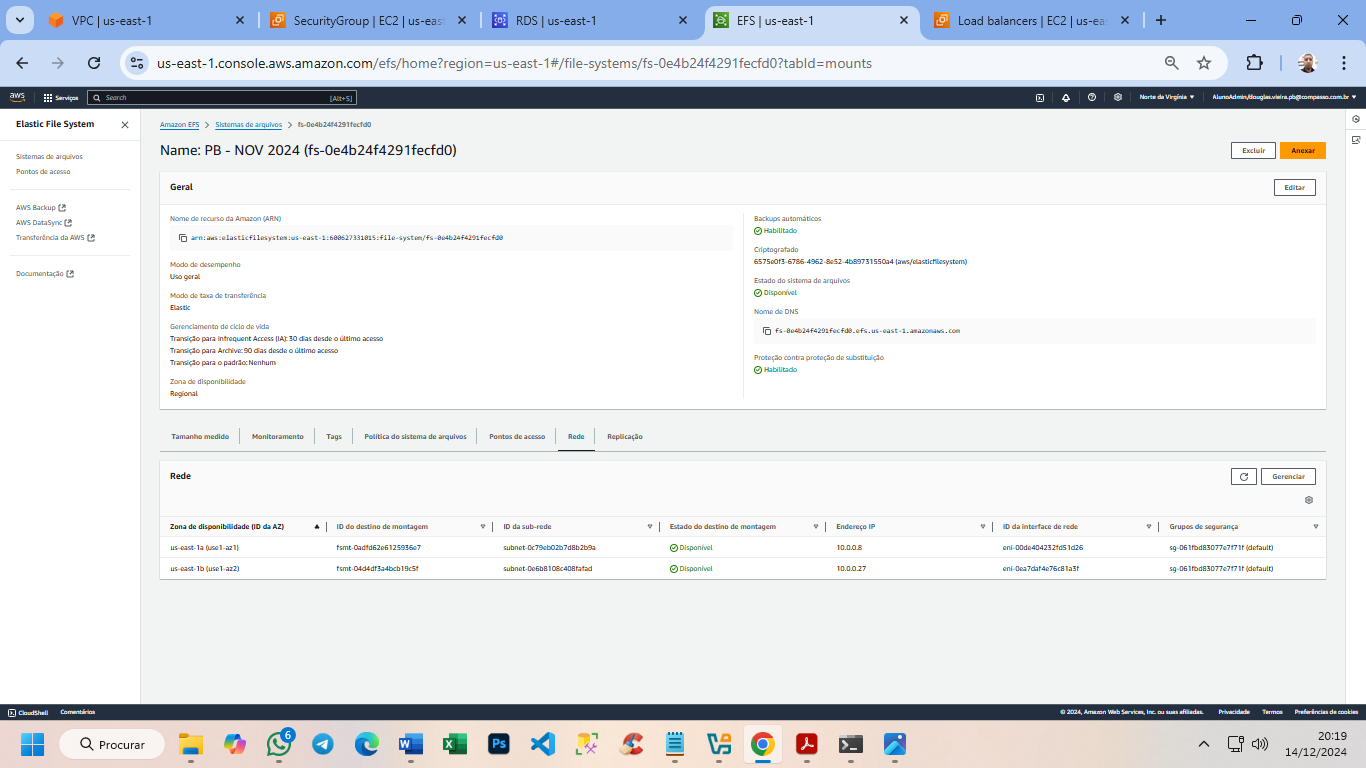 VPC | us-east-1
SecurityGroup | EC2 | us-eas
RDS | us-east-1
EFS | us-east-1
Load balancers | EC2 | us-ea
us-east-1.console.aws.amazon.com/efs/home?region=us-east-1#/file-systems/fs-0e4b24f4291fecfd0?tabId=mounts
aws
Serviços
Search
[Alt+S]
Norte da Virgínia
AlunoAdmin/douglas.vieira.pb@compasso.com.br
Elastic File System
Sistemas de arquivos
Pontos de acesso
AWS Backup
AWS DataSync
Transferência da AWS
Documentação
Amazon EFS
Sistemas de arquivos
fs-0e4b24f4291fecfd0
Name: PB - NOV 2024 (fs-0e4b24f4291fecfd0)
Excluir
Anexar
Geral
Editar
Nome de recurso da Amazon (ARN)
arn:aws:elasticfilesystem:us-east-1:600627331015:file-system/fs-0e4b24f4291fecfd0
Modo de desempenho
Uso geral
Modo de taxa de transferência
Elastic
Gerenciamento de ciclo de vida
Transição para Infrequent Access (IA): 30 dias desde o último acesso
Transição para Archive: 90 dias desde o último acesso
Transição para o padrão: Nenhum
Zona de disponibilidade
Regional
Backups automáticos
Habilitado
Criptografado
6575e0f3-6786-4962-8e52-4b89731550a4 (aws/elasticfilesystem)
Estado do sistema de arquivos
Disponível
Nome de DNS
fs-0e4b24f4291fecfd0.efs.us-east-1.amazonaws.com
Proteção contra proteção de substituição
Habilitado
Tamanho medido
Monitoramento
Tags
Política do sistema de arquivos
Pontos de acesso
Rede
Replicação
Rede
Gerenciar
Zona de disponibilidade (ID da AZ)
ID do destino de montagem
ID da sub-rede
Estado do destino de montagem
Endereço IP
ID da interface de rede
Grupos de segurança
us-east-1a (use1-az1)
fsmt-0adfd62e6125936e7
subnet-0c79eb02b7d8b2b9a
Disponível
10.0.0.8
eni-00de404232fd51d26
sg-061fbd83077e7f71f (default)
us-east-1b (use1-az2)
fsmt-04d4df3a4bcb19c5f
subnet-0e6b8108c408fafad
Disponível
10.0.0.27
eni-0ea7daf4e76c81a3f
sg-061fbd83077e7f71f (default)
CloudShell
Comentários
© 2024, Amazon Web Services, Inc. ou suas afiliadas.
Privacidade
Termos
Preferências de cookies
Procurar
6
20:19
14/12/2024